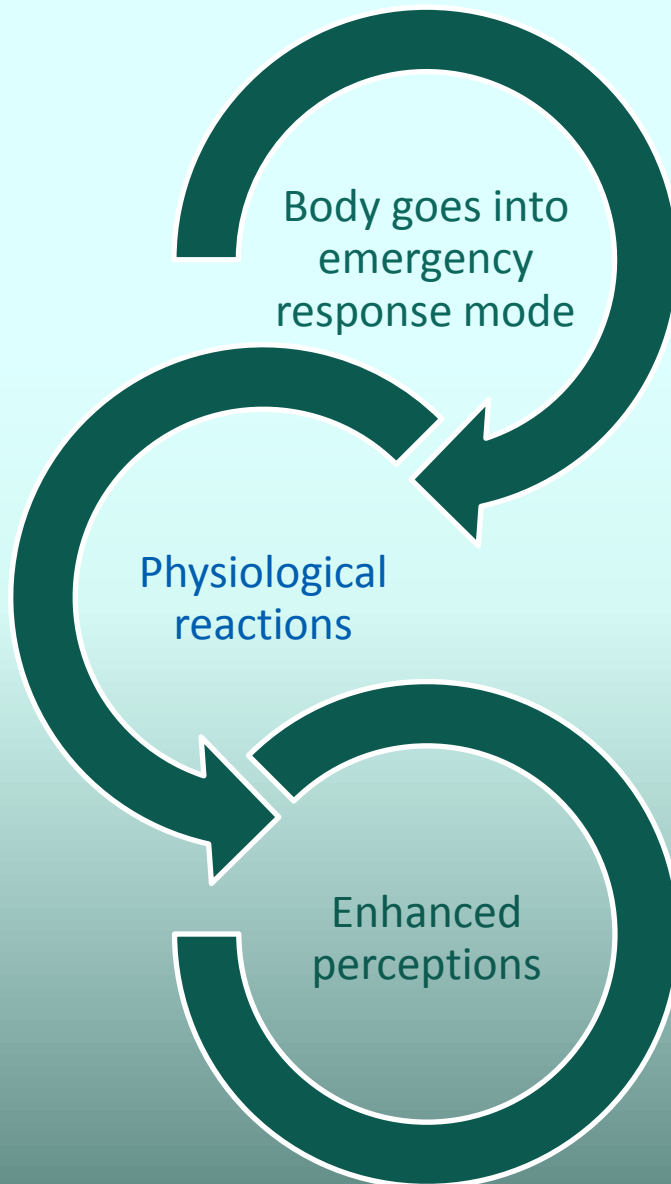 Body goes into
emergency
response mode
Physiological
reactions
Enhanced
perceptions